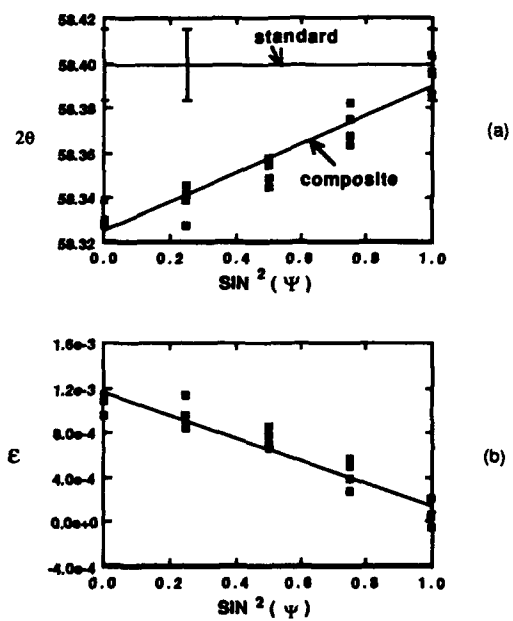 58.42
standard
58.40
58.38
2θ
(a)
58.36
composite
58.34
58.32
0.0 0.2 0.4 0.6 0.8 1.0
SIN 2 (Ψ)
1.6e-3
1.2e-3
8.0e-4
ε
(b)
4.0e-4
0.0e+0
-4.0e-4
0.0 0.2 0.4 0.6 0.8 1.0
SIN 2 (Ψ)